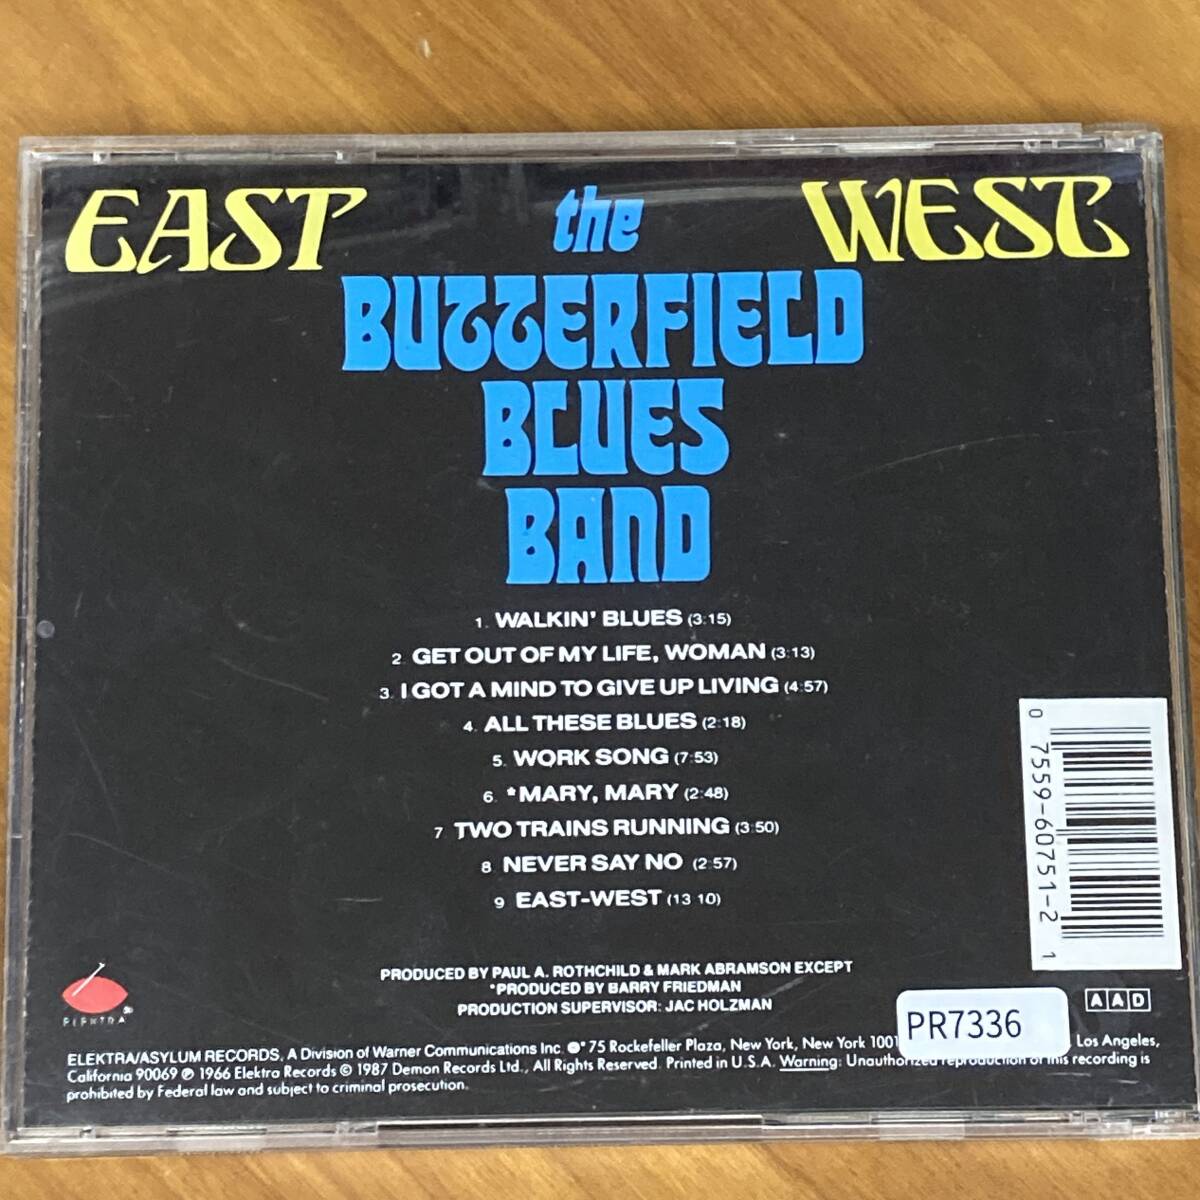 EAST the WEST
BUTTERFIELD
BLUES
BAND
1. WALKIN' BLUES (3:15)
2. GET OUT OF MY LIFE, WOMAN (3:13)
3. I GOT A MIND TO GIVE UP LIVING (4:57)
4. ALL THESE BLUES (2:18)
5. WORK SONG (7:53)
6. *MARY, MARY (2:48)
7 TWO TRAINS RUNNING (3:50)
8. NEVER SAY NO (2:57)
9 EAST-WEST (13 10)
0 7559-60751-2 1
PRODUCED BY PAUL A. ROTHCHILD & MARK ABRAMSON EXCEPT
*PRODUCED BY BARRY FRIEDMAN
PRODUCTION SUPERVISOR: JAC HOLZMAN
ELEKTRA
AAD
PR7336
ELEKTRA/ASYLUM RECORDS, A Division of Warner Communications Inc. 75 Rockefeller Plaza, New York, New York 1001 , Los Angeles,
California 90069 ℗ 1966 Elektra Records © 1987 Demon Records Ltd., All Rights Reserved. Printed in U.S.A. Warning: Unauthorized reproduction of this recording is
prohibited by Federal law and subject to criminal prosecution.